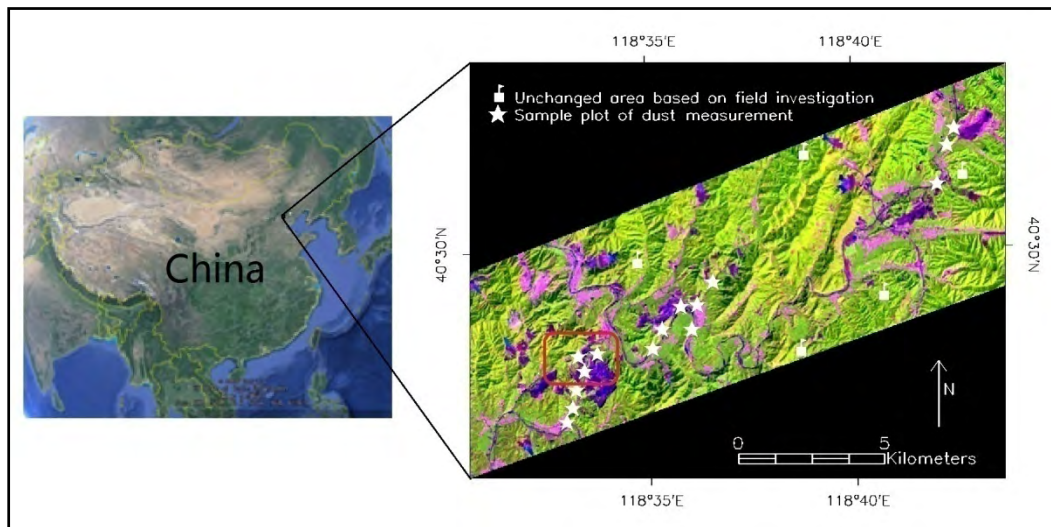 118°35′E 118°40′E
Unchanged area based on field investigation
Sample plot of dust measurement
China
40°30′N
40°30′N
N
0 5
Kilometers
118°35′E 118°40′E